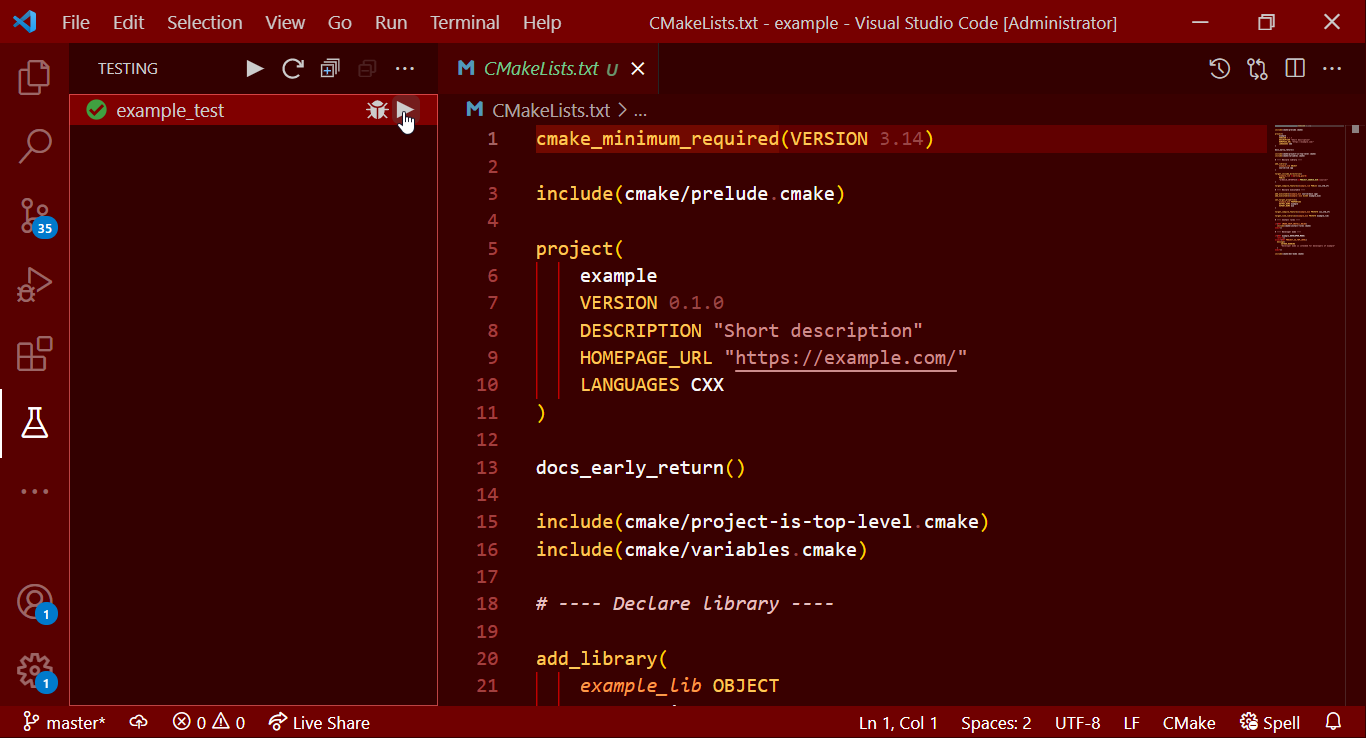 File Edit Selection View Go Run Terminal Help CMakeLists.txt - example - Visual Studio Code [Administrator]
TESTING
example_test
35
1
1
CMakeLists.txt U
CMakeLists.txt > ...
1 cmake_minimum_required(VERSION 3.14)
2
3 include(cmake/prelude.cmake)
4
5 project(
6 example
7 VERSION 0.1.0
8 DESCRIPTION "Short description"
9 HOMEPAGE_URL "https://example.com/"
10 LANGUAGES CXX
11 )
12
13 docs_early_return()
14
15 include(cmake/project-is-top-level.cmake)
16 include(cmake/variables.cmake)
17
18 # ---- Declare library ----
19
20 add_library(
21 example_lib OBJECT
master* 0 0 Live Share Ln 1, Col 1 Spaces: 2 UTF-8 LF CMake Spell